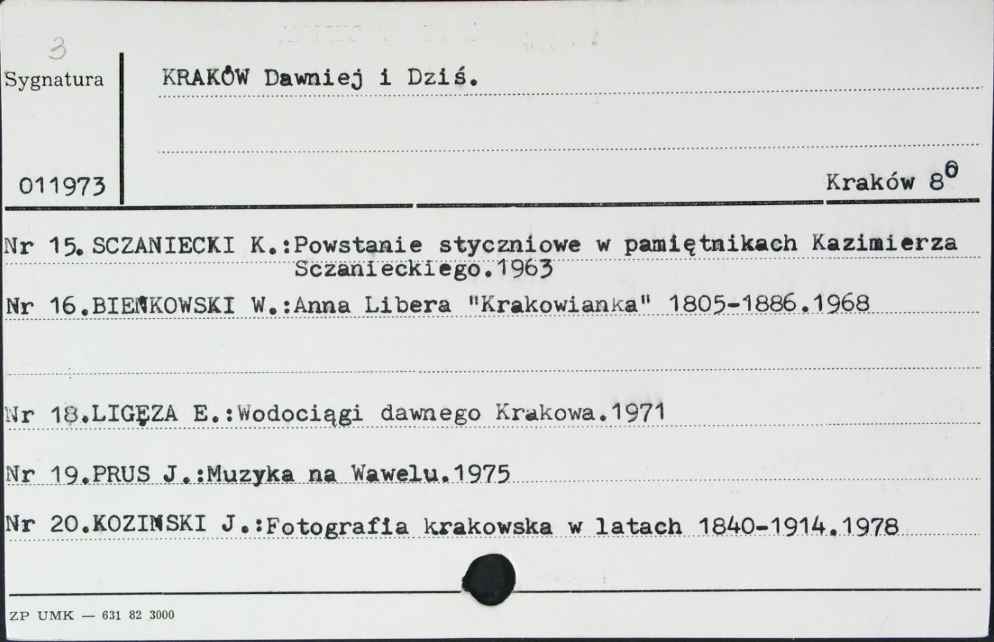 3
Sygnatura
KRAKÓW Dawniej i Dziś.
011973
Kraków 8⁰
Nr 15. SCZANIECKI K.:Powstanie styczniowe w pamiętnikach Kazimierza
Sczanieckiego.1963
Nr 16.BIEŃKOWSKI W.:Anna Libera "Krakowianka" 1805-1886.1968
Nr 18.LIGĘZA E.:Wodociągi dawnego Krakowa.1971
Nr 19.PRUS J.:Muzyka na Wawelu.1975
Nr 20.KOZIŃSKI J.:Fotografia krakowska w latach 1840-1914.1978
ZP UMK — 631 82 3000